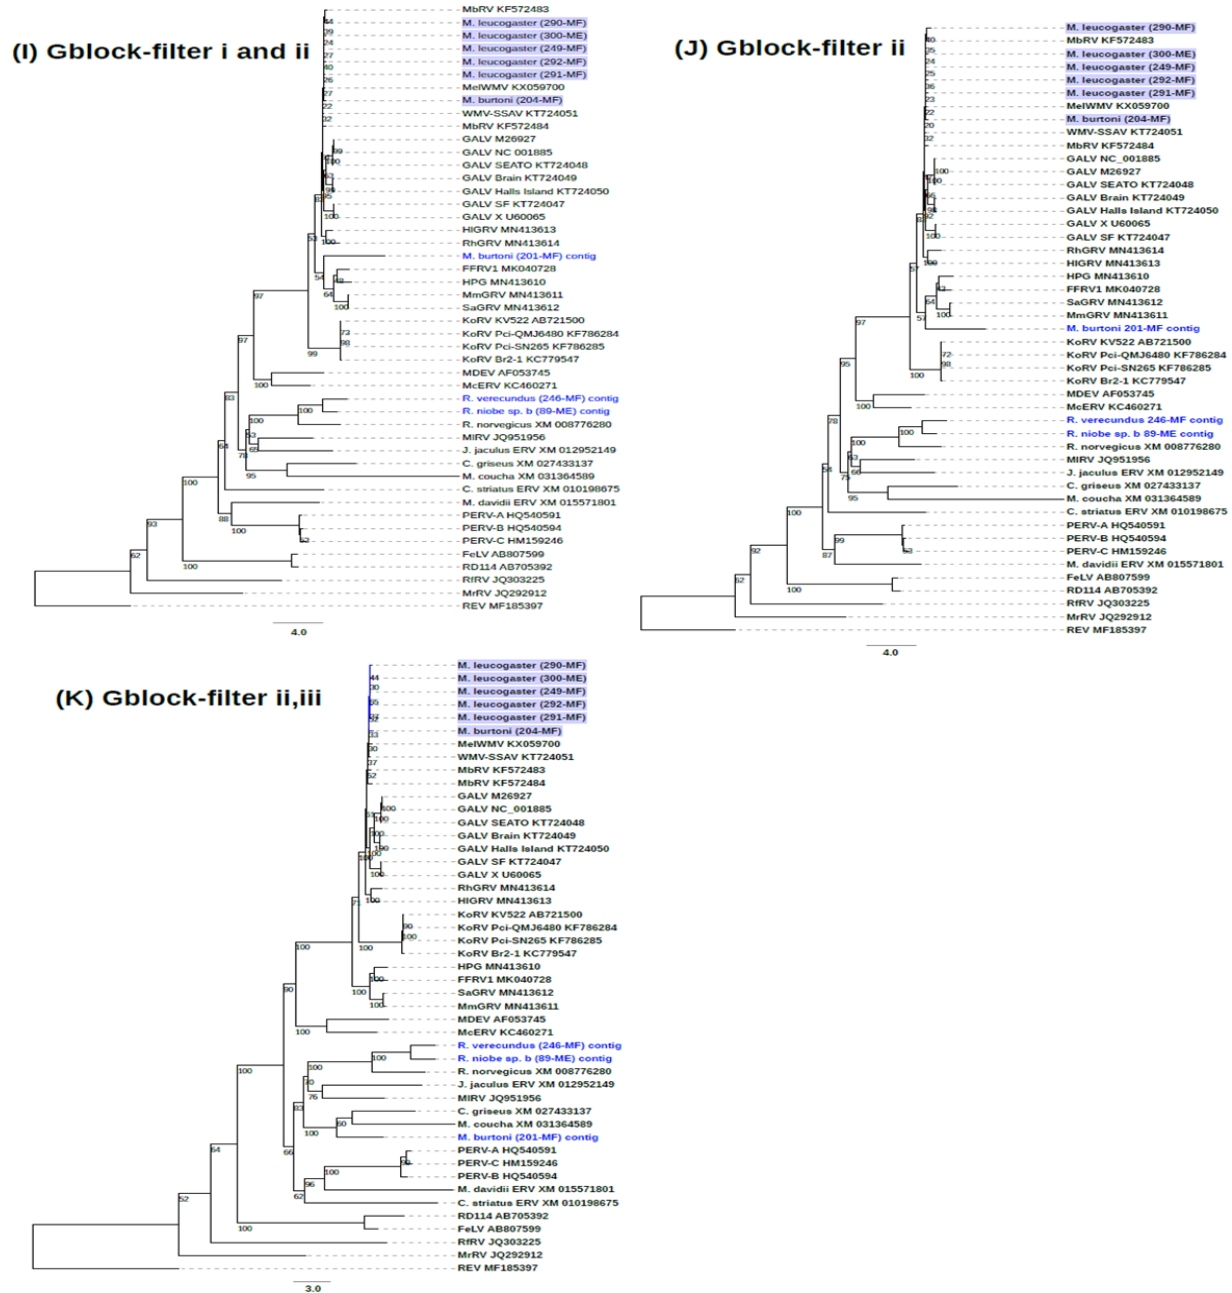 (I) Gblock-filter i and ii
MbRV KF572483
M. leucogaster (290-MF)
M. leucogaster (300-ME)
M. leucogaster (249-MF)
M. leucogaster (292-MF)
M. leucogaster (291-MF)
MelWMV KX059700
M. burtoni (204-MF)
WMV-SSAV KT724051
MbRV KF572484
GALV M26927
GALV NC 001885
GALV SEATO KT724048
GALV Brain KT724049
GALV Halls Island KT724050
GALV SF KT724047
GALV X U60065
HIGRV MN413613
RhGRV MN413614
M. burtoni (201-MF) contig
FFRV1 MK040728
HPG MN413610
MmGRV MN413611
SaGRV MN413612
KoRV KV522 AB721500
KoRV Pci-QMJ6480 KF786284
KoRV Pci-SN265 KF786285
KoRV Br2-1 KC779547
MDEV AF053745
McERV KC460271
R. verecundus (246-MF) contig
R. niobe sp. b (89-ME) contig
R. norvegicus XM 008776280
MIRV JQ951956
J. jaculus ERV XM 012952149
C. griseus XM 027433137
M. coucha XM 031364589
C. striatus ERV XM 010198675
M. davidii ERV XM 015571801
PERV-A HQ540591
PERV-B HQ540594
PERV-C HM159246
FeLV AB807599
RD114 AB705392
RfRV JQ303225
MrRV JQ292912
REV MF185397
4.0
(J) Gblock-filter ii
M. leucogaster (290-MF)
MbRV KF572483
M. leucogaster (300-ME)
M. leucogaster (249-MF)
M. leucogaster (292-MF)
M. leucogaster (291-MF)
MelWMV KX059700
M. burtoni (204-MF)
WMV-SSAV KT724051
MbRV KF572484
GALV NC_001885
GALV M26927
GALV SEATO KT724048
GALV Brain KT724049
GALV Halls Island KT724050
GALV X U60065
GALV SF KT724047
RhGRV MN413614
HIGRV MN413613
HPG MN413610
FFRV1 MK040728
SaGRV MN413612
MmGRV MN413611
M. burtoni 201-MF contig
KoRV KV522 AB721500
KoRV Pci-QMJ6480 KF786284
KoRV Pci-SN265 KF786285
KoRV Br2-1 KC779547
MDEV AF053745
McERV KC460271
R. verecundus 246-MF contig
R. niobe sp. b 89-ME contig
R. norvegicus XM 008776280
MIRV JQ951956
J. jaculus ERV XM 012952149
C. griseus XM 027433137
M. coucha XM 031364589
C. striatus ERV XM 010198675
PERV-A HQ540591
PERV-B HQ540594
PERV-C HM159246
M. davidii ERV XM 015571801
FeLV AB807599
RD114 AB705392
RfRV JQ303225
MrRV JQ292912
REV MF185397
4.0
(K) Gblock-filter ii,iii
M. leucogaster (290-MF)
M. leucogaster (300-ME)
M. leucogaster (249-MF)
M. leucogaster (292-MF)
M. leucogaster (291-MF)
M. burtoni (204-MF)
MelWMV KX059700
WMV-SSAV KT724051
MbRV KF572483
MbRV KF572484
GALV M26927
GALV NC_001885
GALV SEATO KT724048
GALV Brain KT724049
GALV Halls Island KT724050
GALV SF KT724047
GALV X U60065
RhGRV MN413614
HIGRV MN413613
KoRV KV522 AB721500
KoRV Pci-QMJ6480 KF786284
KoRV Pci-SN265 KF786285
KoRV Br2-1 KC779547
HPG MN413610
FFRV1 MK040728
SaGRV MN413612
MmGRV MN413611
MDEV AF053745
McERV KC460271
R. verecundus (246-MF) contig
R. niobe sp. b (89-ME) contig
R. norvegicus XM 008776280
J. jaculus ERV XM 012952149
MIRV JQ951956
C. griseus XM 027433137
M. coucha XM 031364589
M. burtoni (201-MF) contig
PERV-A HQ540591
PERV-C HM159246
PERV-B HQ540594
M. davidii ERV XM 015571801
C. striatus ERV XM 010198675
RD114 AB705392
FeLV AB807599
RfRV JQ303225
MrRV JQ292912
REV MF185397
3.0